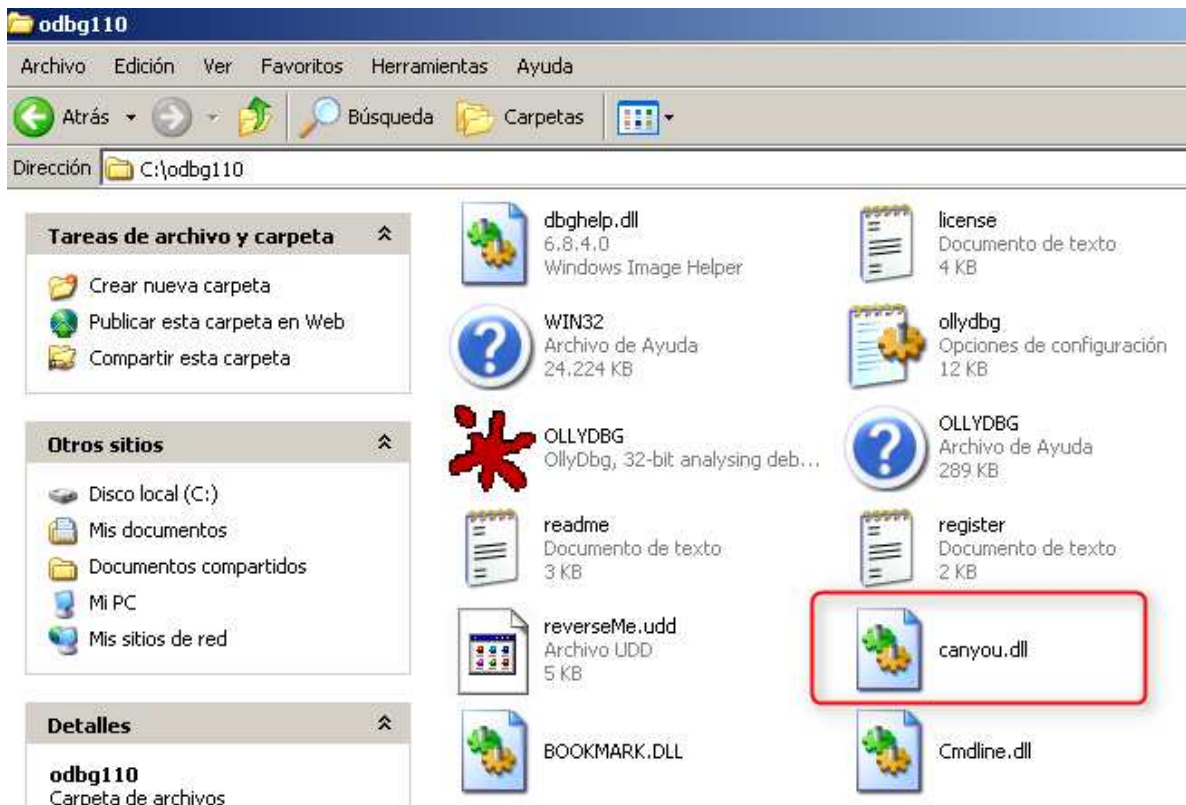 odbg110
Archivo Edición Ver Favoritos Herramientas Ayuda
Atrás Búsqueda Carpetas
Dirección C:\odbg110
Tareas de archivo y carpeta
Crear nueva carpeta
Publicar esta carpeta en Web
Compartir esta carpeta
Otros sitios
Disco local (C:)
Mis documentos
Documentos compartidos
Mi PC
Mis sitios de red
Detalles
odbg110
Carpeta de archivos
dbghelp.dll
6.8.4.0
Windows Image Helper
license
Documento de texto
4 KB
WIN32
Archivo de Ayuda
24.224 KB
ollydbg
Opciones de configuración
12 KB
OLLYDBG
OllyDbg, 32-bit analysing deb...
OLLYDBG
Archivo de Ayuda
289 KB
readme
Documento de texto
3 KB
register
Documento de texto
2 KB
reverseMe.udd
Archivo UDD
5 KB
canyou.dll
BOOKMARK.DLL
Cmdline.dll